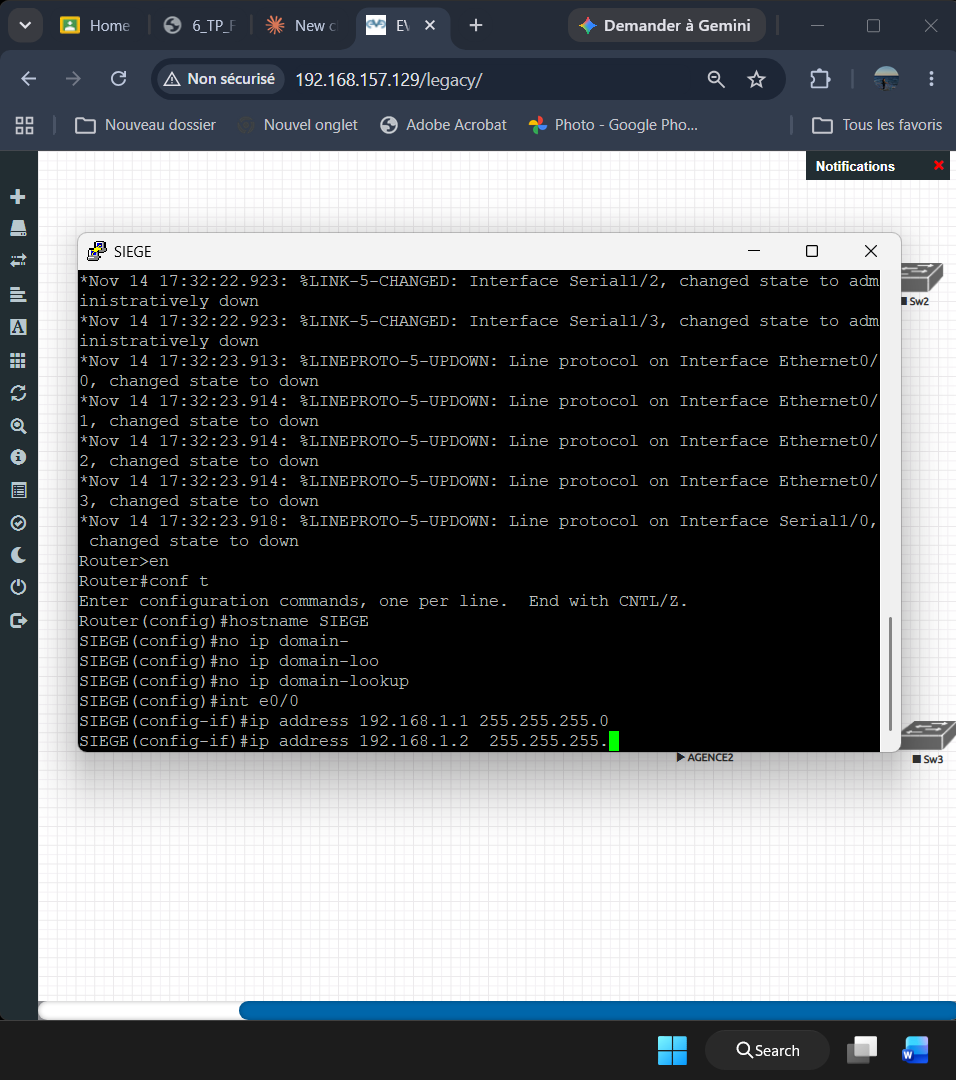 Home
6_TP_F
New c
EV
Demander à Gemini
Non sécurisé
192.168.157.129/legacy/
Nouveau dossier
Nouvel onglet
Adobe Acrobat
Photo - Google Pho...
Tous les favoris
Notifications
SIEGE
*Nov 14 17:32:22.923: %LINK-5-CHANGED: Interface Serial1/2, changed state to adm
inistratively down
*Nov 14 17:32:22.923: %LINK-5-CHANGED: Interface Serial1/3, changed state to adm
inistratively down
*Nov 14 17:32:23.913: %LINEPROTO-5-UPDOWN: Line protocol on Interface Ethernet0/
0, changed state to down
*Nov 14 17:32:23.914: %LINEPROTO-5-UPDOWN: Line protocol on Interface Ethernet0/
1, changed state to down
*Nov 14 17:32:23.914: %LINEPROTO-5-UPDOWN: Line protocol on Interface Ethernet0/
2, changed state to down
*Nov 14 17:32:23.914: %LINEPROTO-5-UPDOWN: Line protocol on Interface Ethernet0/
3, changed state to down
*Nov 14 17:32:23.918: %LINEPROTO-5-UPDOWN: Line protocol on Interface Serial1/0,
 changed state to down
Router>en
Router#conf t
Enter configuration commands, one per line.  End with CNTL/Z.
Router(config)#hostname SIEGE
SIEGE(config)#no ip domain-
SIEGE(config)#no ip domain-loo
SIEGE(config)#no ip domain-lookup
SIEGE(config)#int e0/0
SIEGE(config-if)#ip address 192.168.1.1 255.255.255.0
SIEGE(config-if)#ip address 192.168.1.2  255.255.255.
Sw2
AGENCE2
Sw3
Search